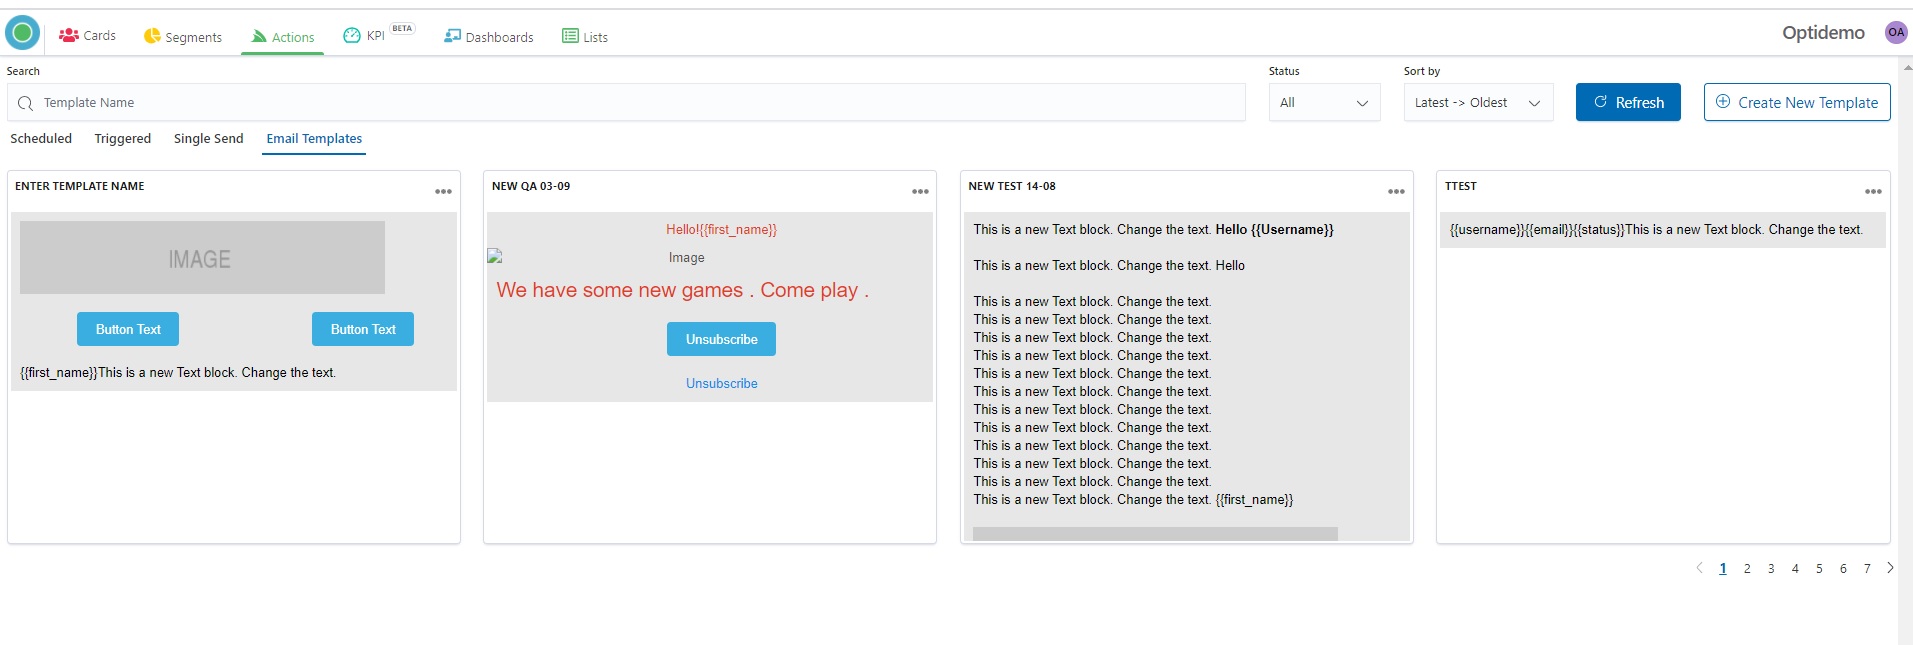 Cards Segments Actions KPI BETA Dashboards Lists Optidemo OA
Search Status Sort by
Template Name All Latest -> Oldest Refresh Create New Template
Scheduled Triggered Single Send Email Templates
ENTER TEMPLATE NAME
IMAGE
Button Text Button Text
{{first_name}}This is a new Text block. Change the text.
NEW QA 03-09
Hello!{{first_name}}
Image
We have some new games . Come play .
Unsubscribe
Unsubscribe
NEW TEST 14-08
This is a new Text block. Change the text. Hello {{Username}}
This is a new Text block. Change the text. Hello
This is a new Text block. Change the text.
This is a new Text block. Change the text.
This is a new Text block. Change the text.
This is a new Text block. Change the text.
This is a new Text block. Change the text.
This is a new Text block. Change the text.
This is a new Text block. Change the text.
This is a new Text block. Change the text.
This is a new Text block. Change the text.
This is a new Text block. Change the text.
This is a new Text block. Change the text.
This is a new Text block. Change the text. {{first_name}}
TTEST
{{username}}{{email}}{{status}}This is a new Text block. Change the text.
1 2 3 4 5 6 7